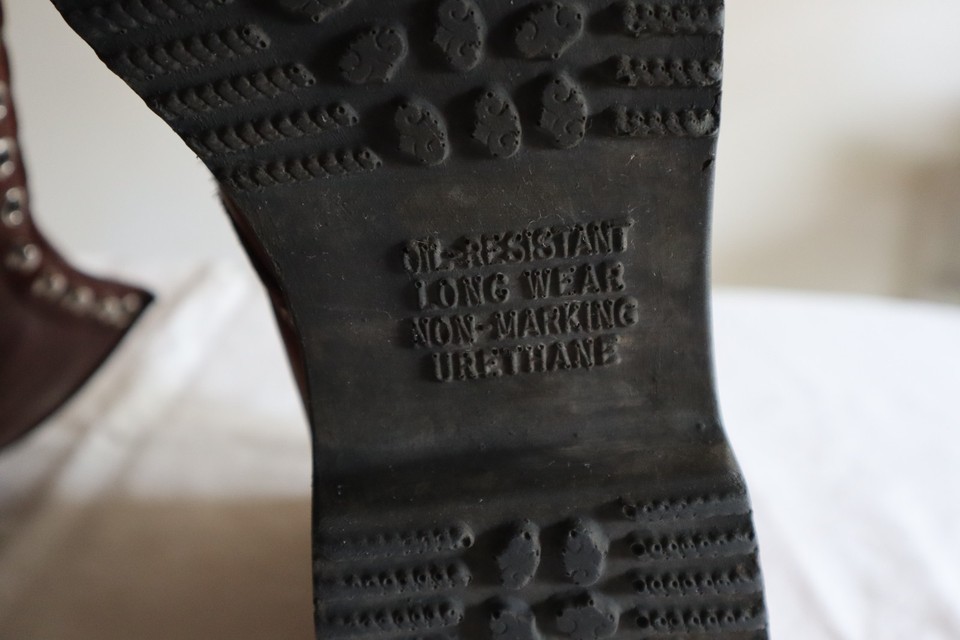 OIL-RESISTANT
LONG WEAR
NON-MARKING
URETHANE